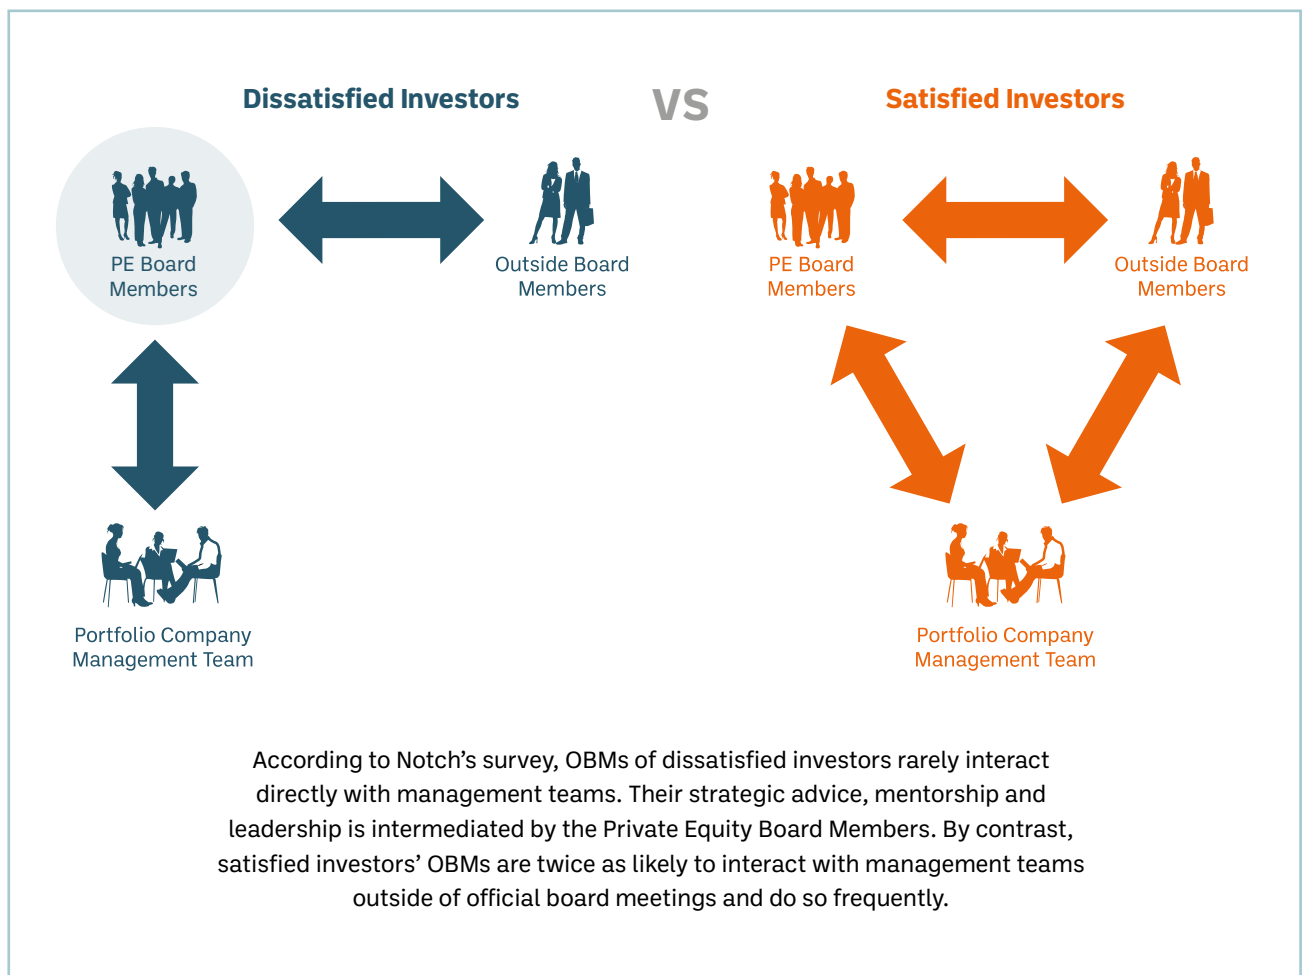 Dissatisfied Investors
VS
Satisfied Investors
PE Board
Members
Outside Board
Members
PE Board
Members
Outside Board
Members
Portfolio Company
Management Team
Portfolio Company
Management Team
According to Notch’s survey, OBMs of dissatisfied investors rarely interact
directly with management teams. Their strategic advice, mentorship and
leadership is intermediated by the Private Equity Board Members. By contrast,
satisfied investors’ OBMs are twice as likely to interact with management teams
outside of official board meetings and do so frequently.